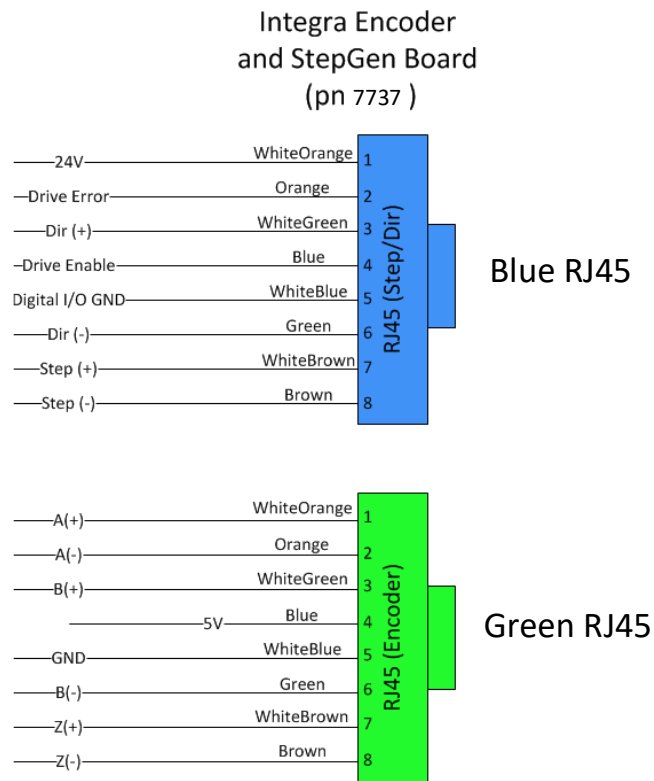 Integra Encoder
and StepGen Board
(pn 7737 )
24V WhiteOrange 1
Drive Error Orange 2
Dir (+) WhiteGreen 3
Drive Enable Blue 4
Digital I/O GND WhiteBlue 5
Dir (-) Green 6
Step (+) WhiteBrown 7
Step (-) Brown 8
RJ45 (Step/Dir)
Blue RJ45
A(+) WhiteOrange 1
A(-) Orange 2
B(+) WhiteGreen 3
5V Blue 4
GND WhiteBlue 5
B(-) Green 6
Z(+) WhiteBrown 7
Z(-) Brown 8
RJ45 (Encoder)
Green RJ45